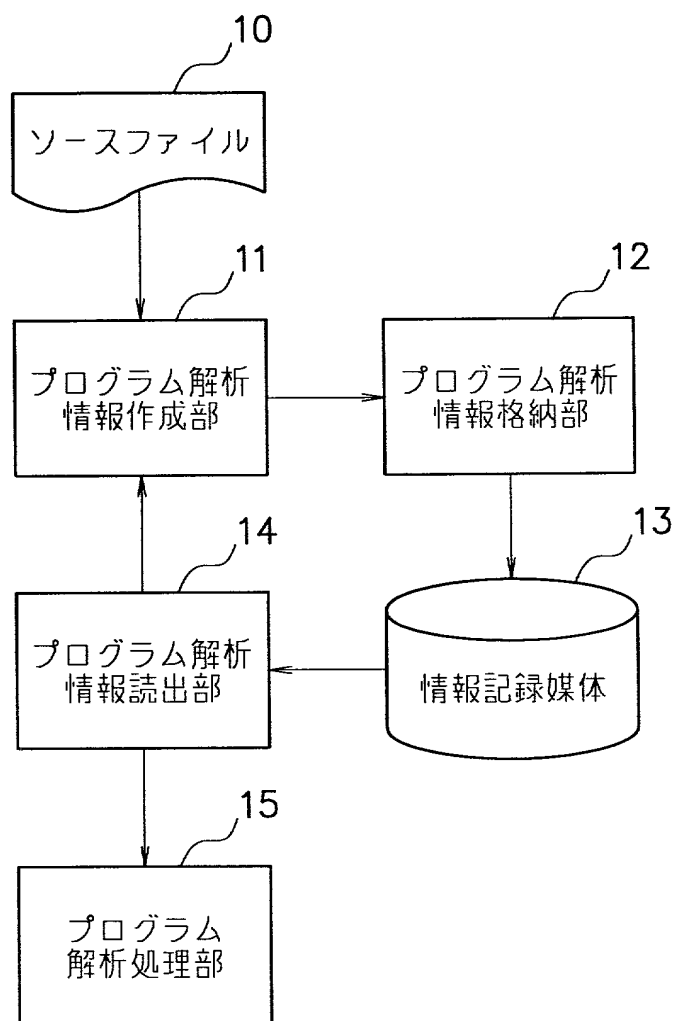 10
ソースファイル
11
プログラム解析
情報作成部
12
プログラム解析
情報格納部
13
情報記録媒体
14
プログラム解析
情報読出部
15
プログラム
解析処理部